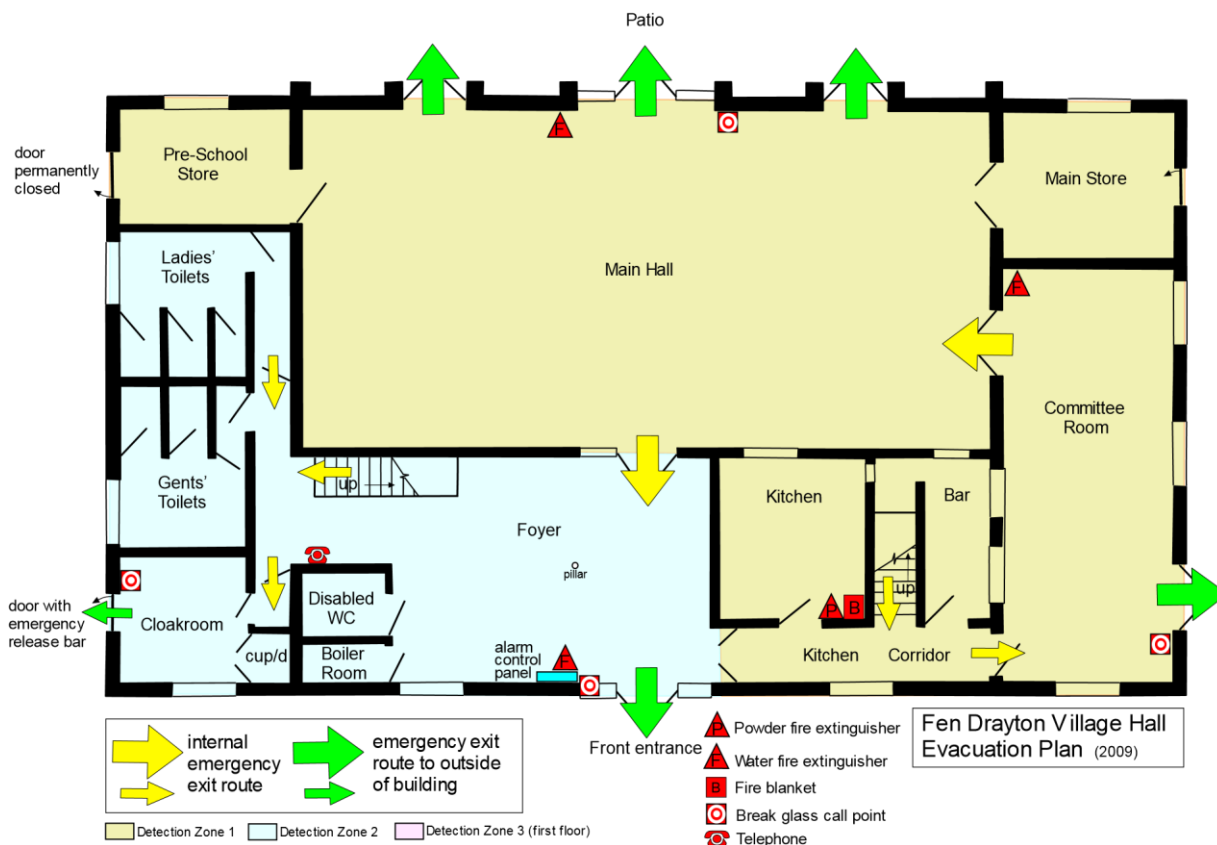 Patio
door
permanently
closed
Pre-School
Store
Main Store
Ladies'
Toilets
Main Hall
F
F
Committee
Room
Gents'
Toilets
up
Foyer
Kitchen
Bar
pillar
up
door with
emergency
release bar
Cloakroom
Disabled
WC
P
B
cup/d
Boiler
Room
alarm
control
panel
F
Kitchen Corridor
Front entrance
internal
emergency
exit route
emergency exit
route to outside
of building
Detection Zone 1
Detection Zone 2
Detection Zone 3 (first floor)
P Powder fire extinguisher
F Water fire extinguisher
B Fire blanket
Break glass call point
Telephone
Fen Drayton Village Hall
Evacuation Plan (2009)